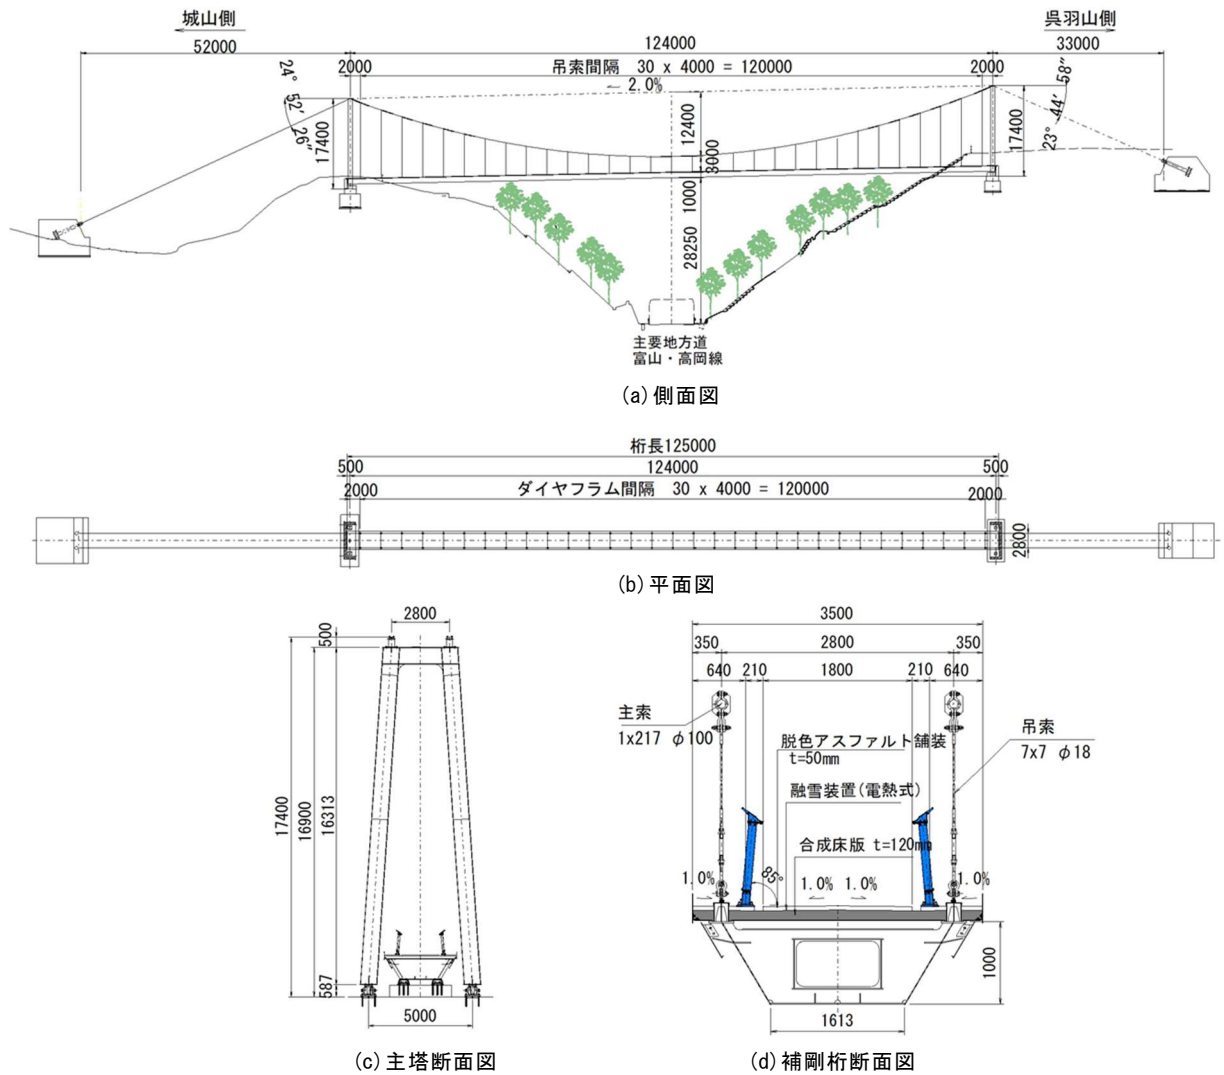 城山側
呉羽山側
52000
124000
33000
2000
吊索間隔 30 x 4000 = 120000
2000
2.0%
24° 52′ 26″
17400
12400
3000
1000
28250
17400
23° 44′ 58″
主要地方道
富山・高岡線
(a)側面図
桁長125000
500
124000
500
2000
ダイヤフラム間隔 30 x 4000 = 120000
2000
2800
(b)平面図
2800
500
17400
16900
16313
587
5000
(c)主塔断面図
3500
350
2800
350
640
210
1800
210
640
主索
1x217 φ100
吊索
7x7 φ18
脱色アスファルト舗装
t=50mm
融雪装置(電熱式)
合成床版 t=120mm
85°
1.0%
1.0%
1.0%
1.0%
1000
1613
(d)補剛桁断面図